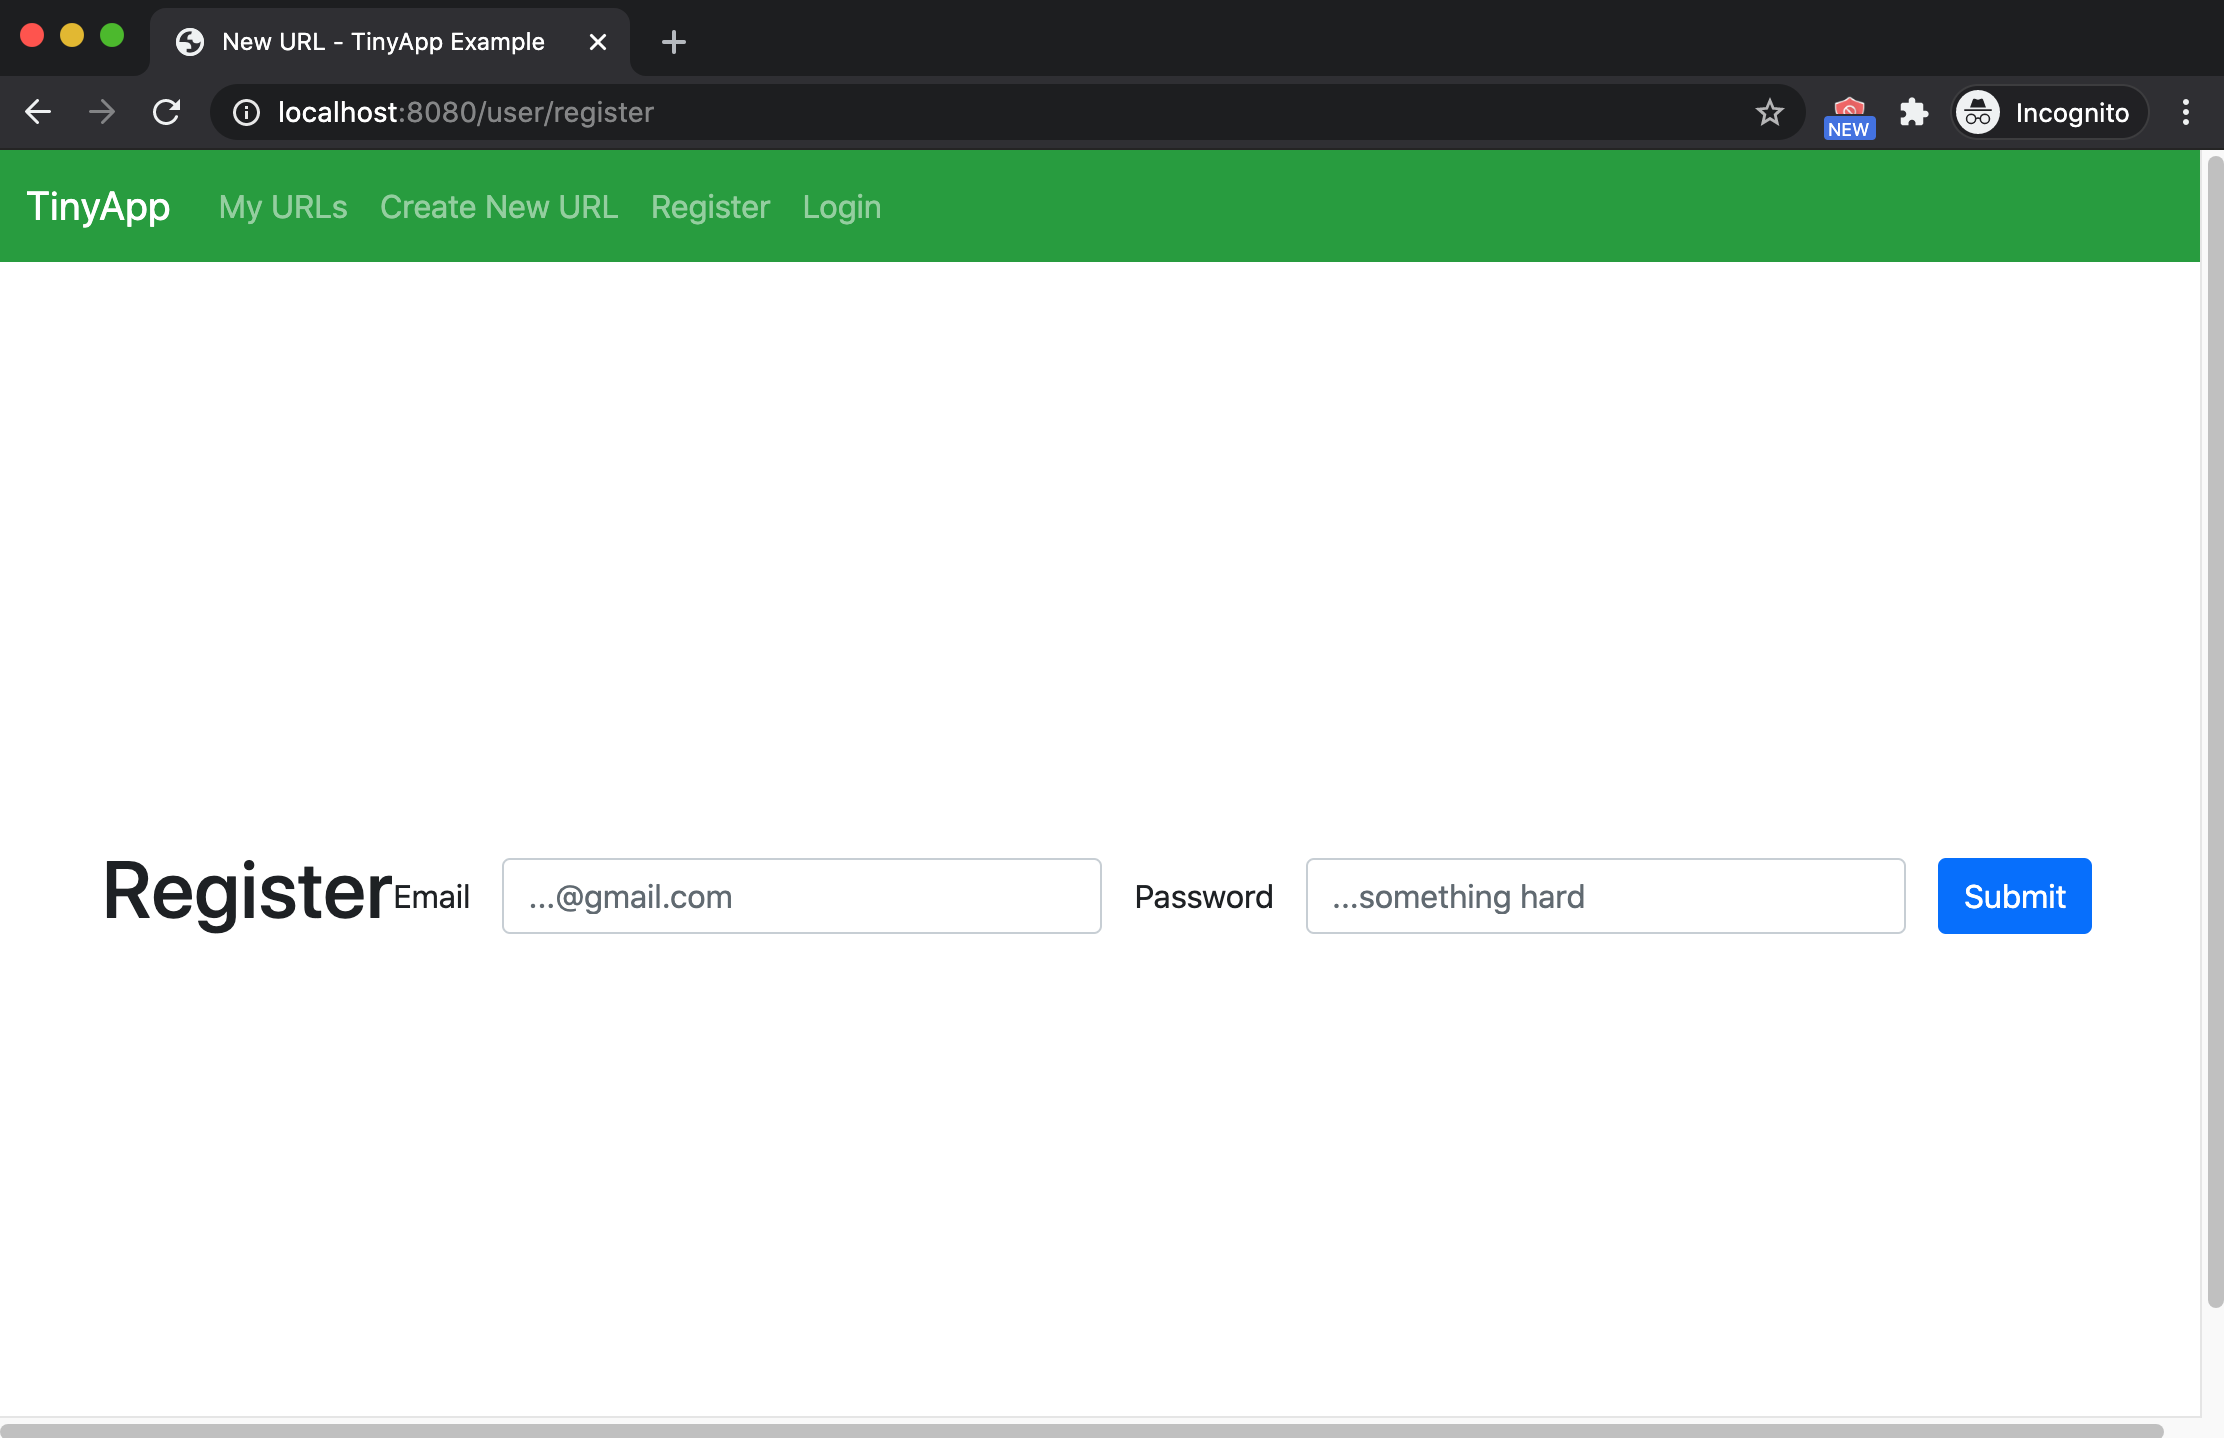 New URL - TinyApp Example
localhost:8080/user/register
NEW
Incognito
TinyApp My URLs Create New URL Register Login
Register Email ...@gmail.com Password ...something hard Submit